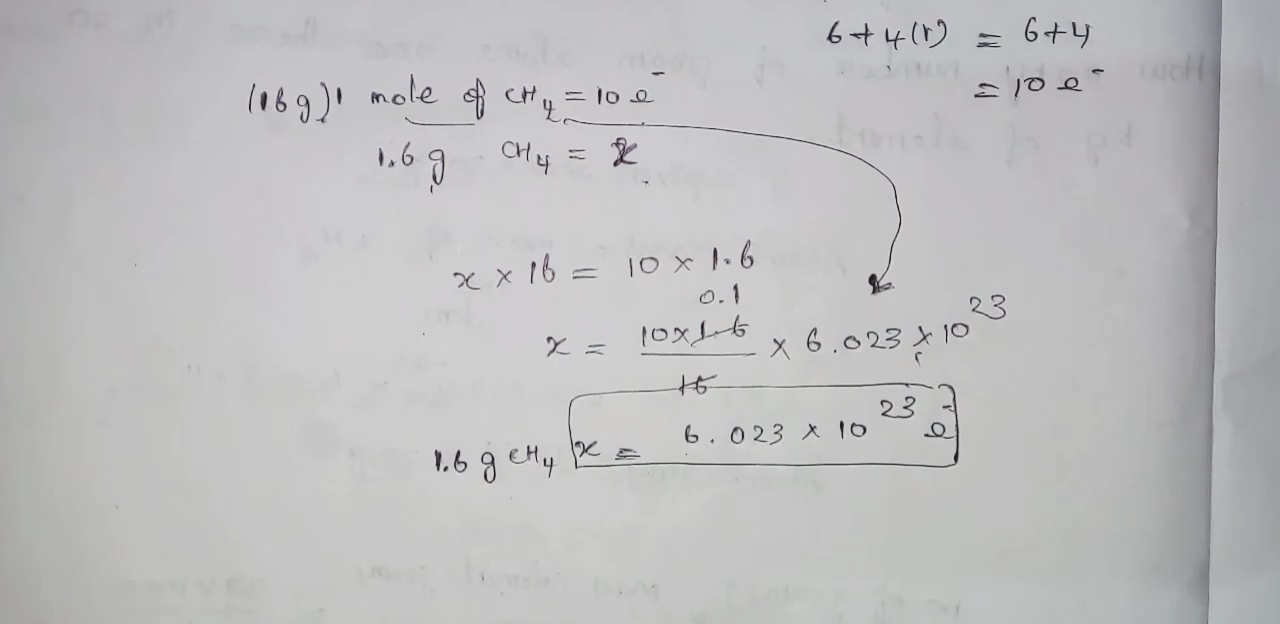 6+4(1) = 6+4
= 10 e⁻
(16 g) 1 mole of CH₄ = 10 e⁻
1.6 g CH₄ = x
x × 16 = 10 × 1.6
0.1
x = 10×1.6 × 6.023 × 10²³
16
1.6 g CH₄ x = 6.023 × 10²³ e⁻